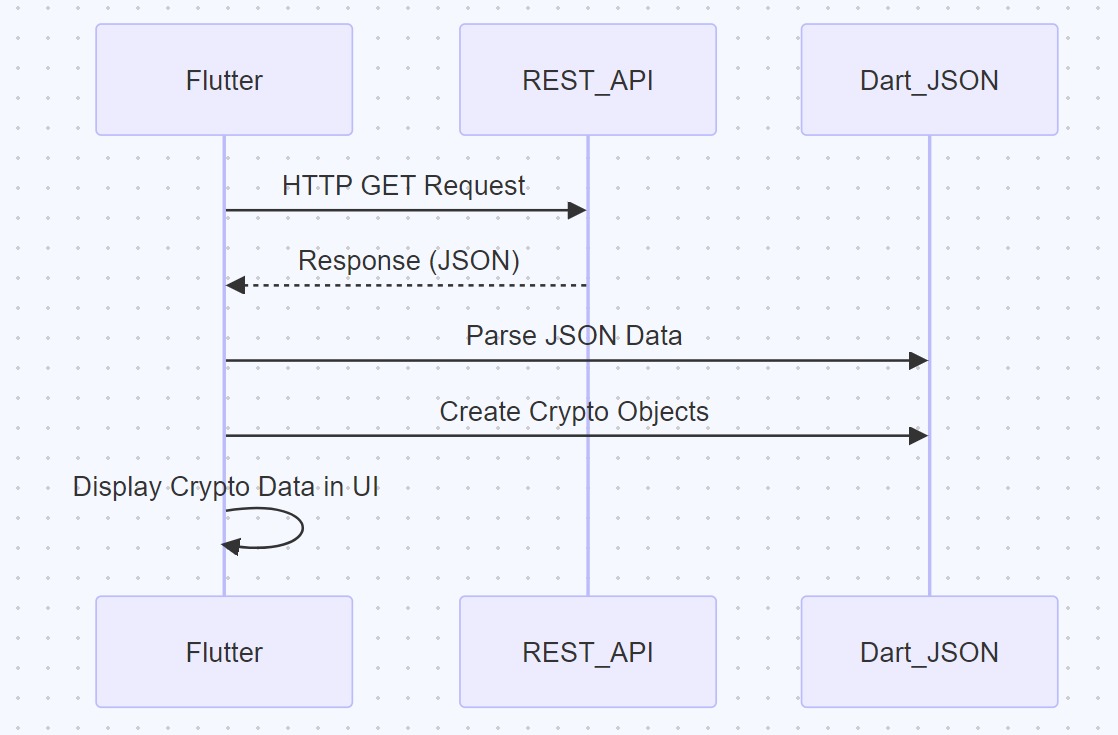 Flutter
REST_API
Dart_JSON
HTTP GET Request
Response (JSON)
Parse JSON Data
Create Crypto Objects
Display Crypto Data in UI
Flutter
REST_API
Dart_JSON